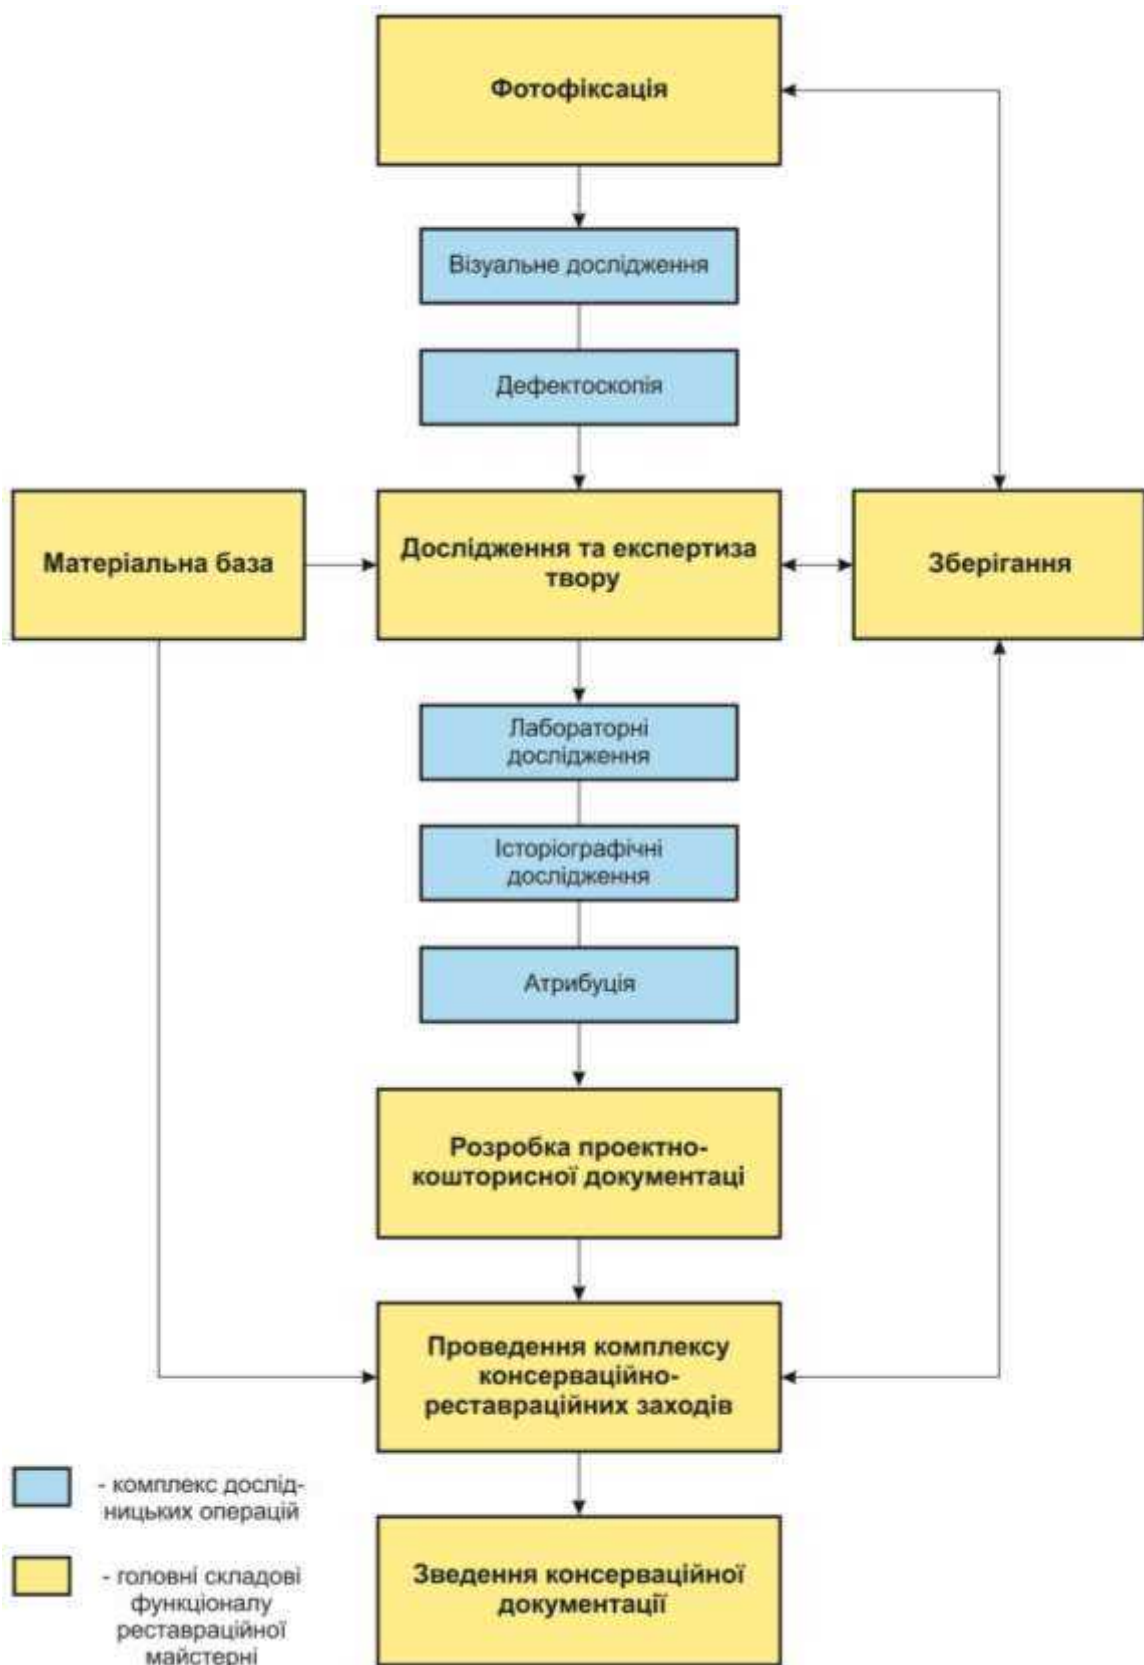 Фотофіксація
Візуальне дослідження
Дефектоскопія
Матеріальна база
Дослідження та експертиза
твору
Зберігання
Лабораторні
дослідження
Історіографічні
дослідження
Атрибуція
Розробка проектно-
кошторисної документаці
Проведення комплексу
консерваційно-
реставраційних заходів
- комплекс дослід-
ницьких операцій
- головні складові
функціоналу
реставраційної
майстерні
Зведення консерваційної
документації